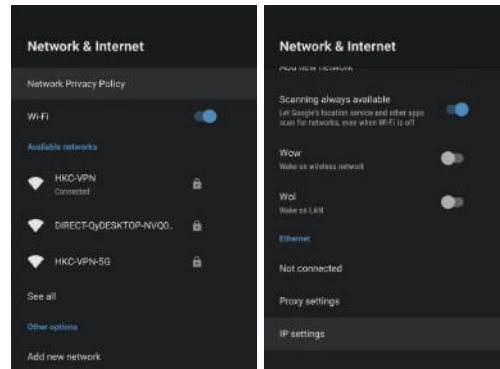 Network & Internet
Network Privacy Policy
Wi-Fi
Available networks
HKC-VPN
Connected
DIRECT-QyDESKTOP-NVQ0..
HKC-VPN-5G
See all
Other options
Add new network
Network & Internet
Add new network
Scanning always available
Let Google's location service and other apps
scan for networks, even when Wi-Fi is off
Wow
Wake on wireless network
Wol
Wake on LAN
Ethernet
Not connected
Proxy settings
IP settings